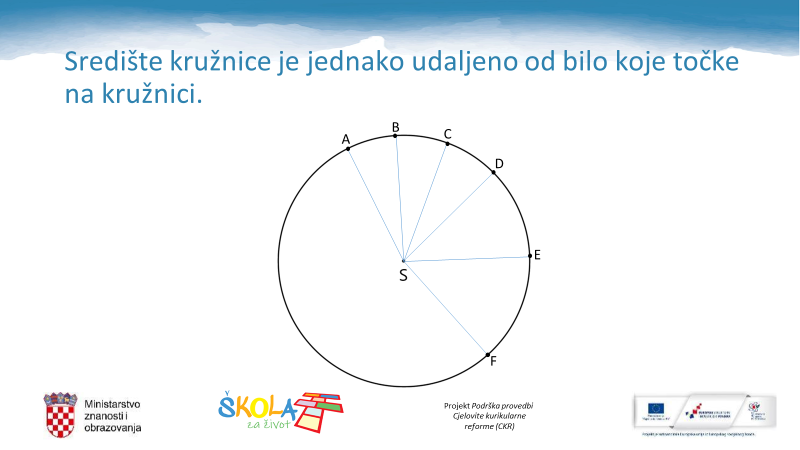 Središte kružnice je jednako udaljeno od bilo koje točke
na kružnici.
A
B
C
D
E
S
F
Ministarstvo
znanosti i
obrazovanja
ŠKOLA
za život
Projekt Podrška provedbi
Cjelovite kurikularne
reforme (CKR)